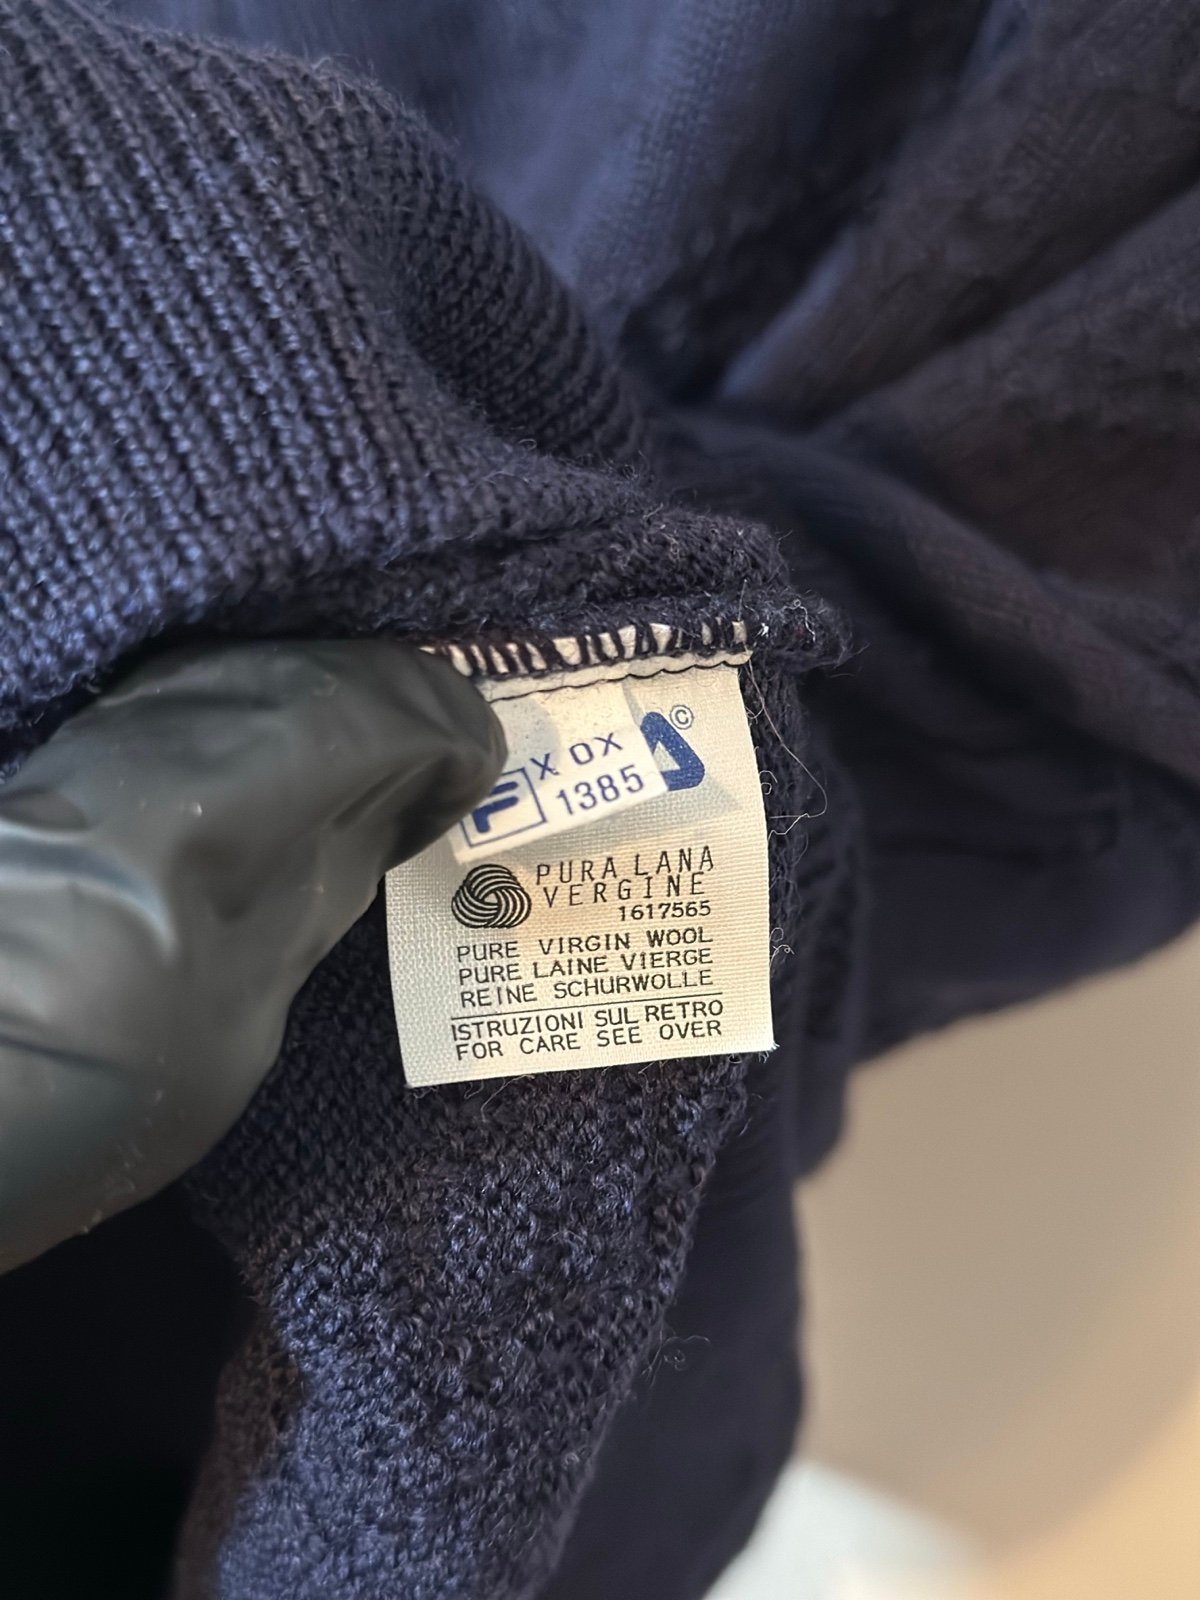 X OX
F 1385
A ©
PURA LANA
VERGINE
1617565
PURE VIRGIN WOOL
PURE LAINE VIERGE
REINE SCHURWOLLE
ISTRUZIONI SUL RETRO
FOR CARE SEE OVER